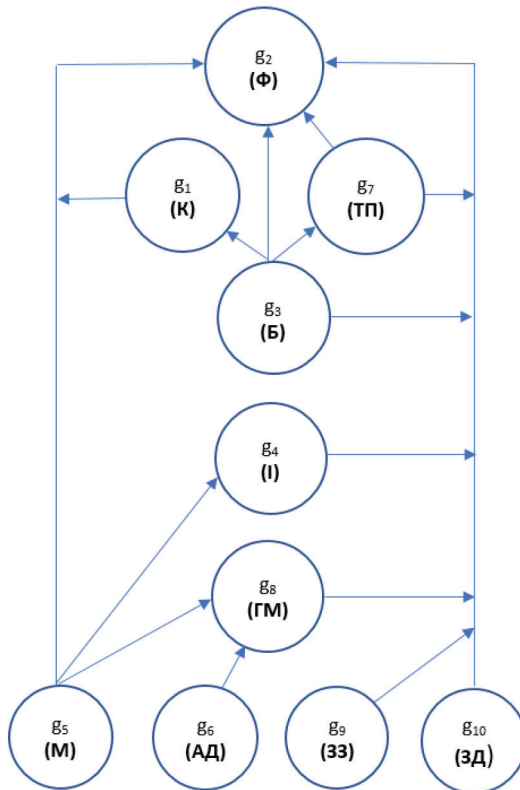 g₂
(Ф)
g₁
(К)
g₇
(ТП)
g₃
(Б)
g₄
(І)
g₈
(ГМ)
g₅
(М)
g₆
(АД)
g₉
(ЗЗ)
g₁₀
(ЗД)